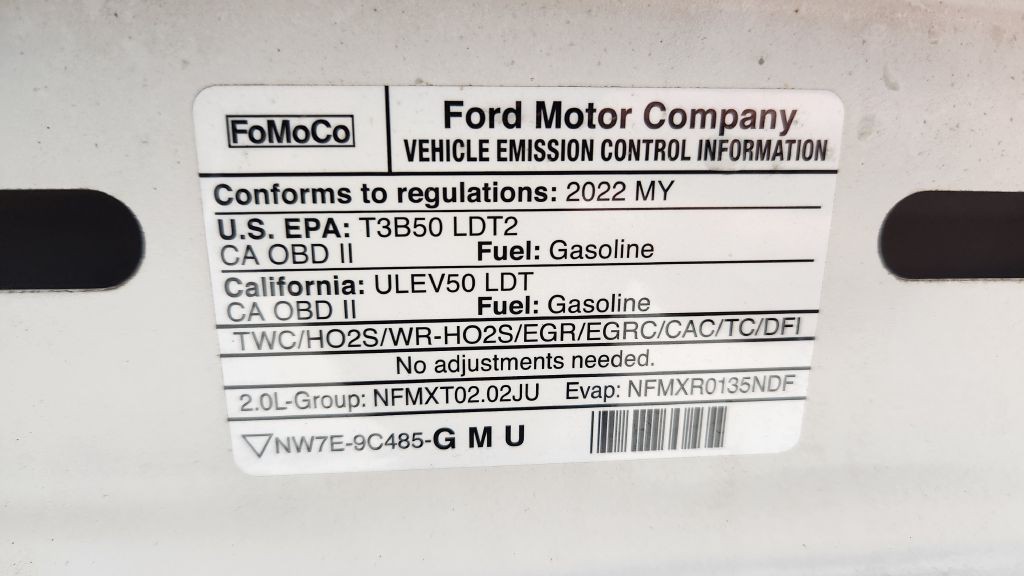 FoMoCo
Ford Motor Company
VEHICLE EMISSION CONTROL INFORMATION
Conforms to regulations: 2022 MY
U.S. EPA: T3B50 LDT2
CA OBD II Fuel: Gasoline
California: ULEV50 LDT
CA OBD II Fuel: Gasoline
TWC/HO2S/WR-HO2S/EGR/EGRC/CAC/TC/DFI
No adjustments needed.
2.0L-Group: NFMXT02.02JU Evap: NFMXR0135NDF
NW7E-9C485-G M U